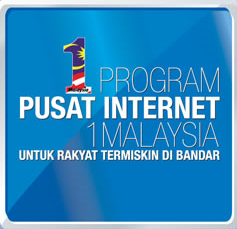 1 PROGRAM
PUSAT INTERNET
1MALAYSIA
UNTUK RAKYAT TERMISKIN DI BANDAR